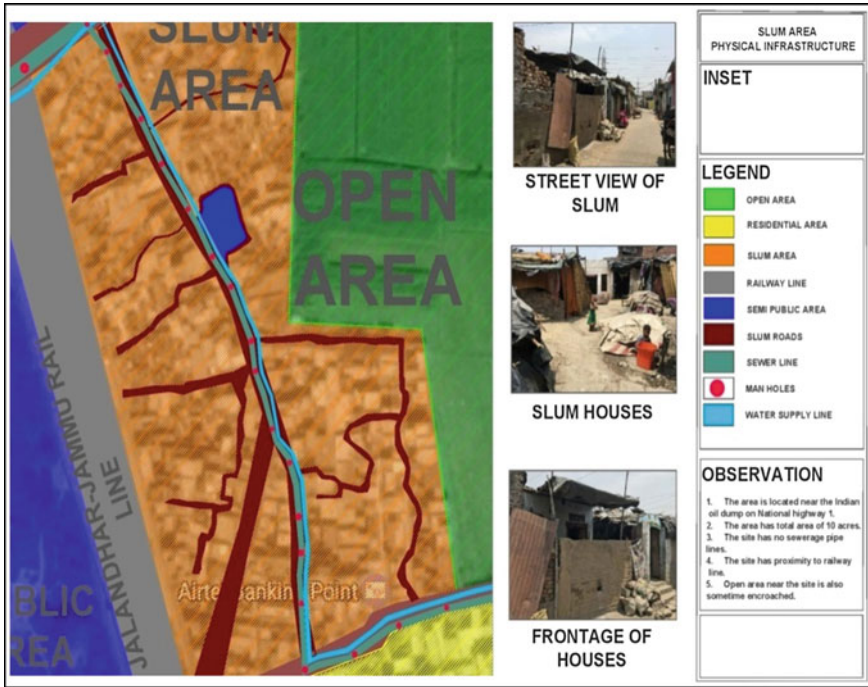 SLUM
AREA
OPEN
AREA
JALANDHAR-JAMMU RAIL
LINE
BLIC
REA
Airte Bankin Point
STREET VIEW OF
SLUM
SLUM HOUSES
FRONTAGE OF
HOUSES
SLUM AREA
PHYSICAL INFRASTRUCTURE
INSET
LEGEND
OPEN AREA
RESIDENTIAL AREA
SLUM AREA
RAILWAY LINE
SEMI PUBLIC AREA
SLUM ROADS
SEWER LINE
MAN HOLES
WATER SUPPLY LINE
OBSERVATION
1. The area is located near the Indian
oil dump on National highway 1.
2. The area has total area of 10 acres.
3. The site has no sewerage pipe
lines.
4. The site has proximity to railway
line.
5. Open area near the site is also
sometime encroached.